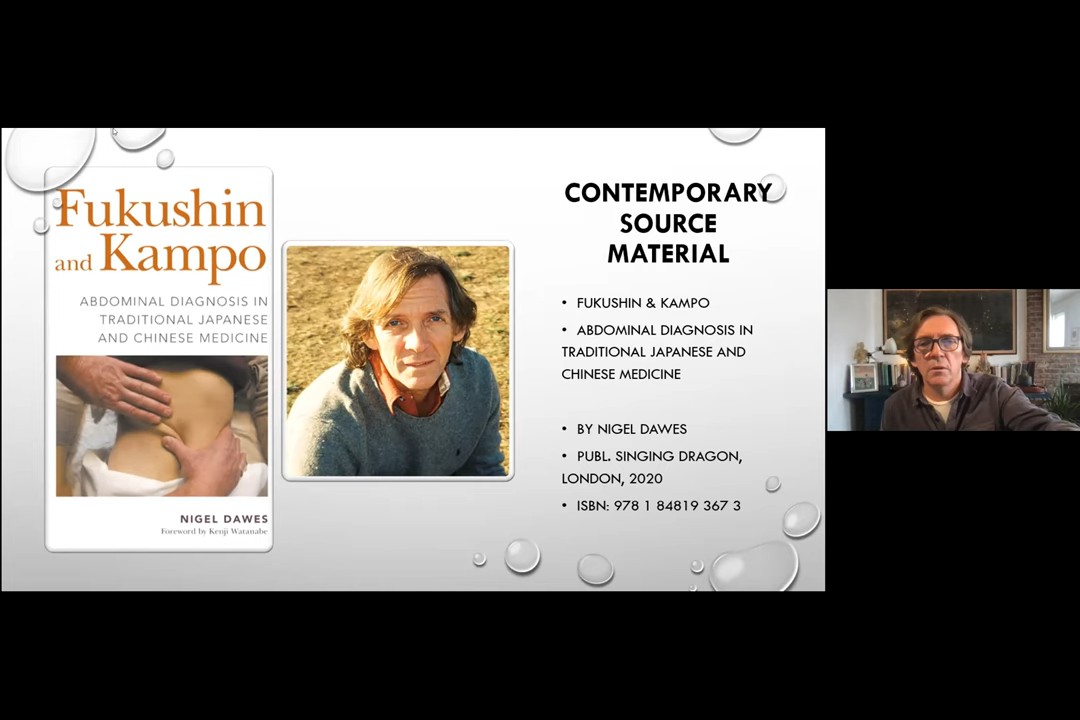 Fukushin
and Kampo
ABDOMINAL DIAGNOSIS IN
TRADITIONAL JAPANESE
AND CHINESE MEDICINE
NIGEL DAWES
Foreword by Kenji Watanabe
CONTEMPORARY
SOURCE
MATERIAL
• FUKUSHIN & KAMPO
• ABDOMINAL DIAGNOSIS IN
TRADITIONAL JAPANESE AND
CHINESE MEDICINE
• BY NIGEL DAWES
• PUBL. SINGING DRAGON,
LONDON, 2020
• ISBN: 978 1 84819 367 3